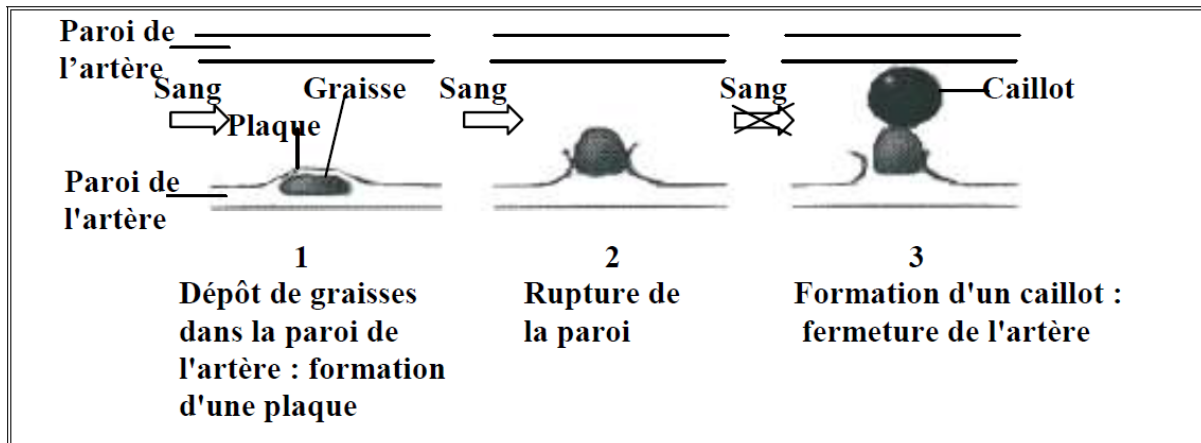 Paroi de
l’artère
Sang
Graisse
Plaque
Sang
Sang
Caillot
Paroi de
l'artère
1
Dépôt de graisses
dans la paroi de
l'artère : formation
d'une plaque
2
Rupture de
la paroi
3
Formation d'un caillot :
fermeture de l'artère